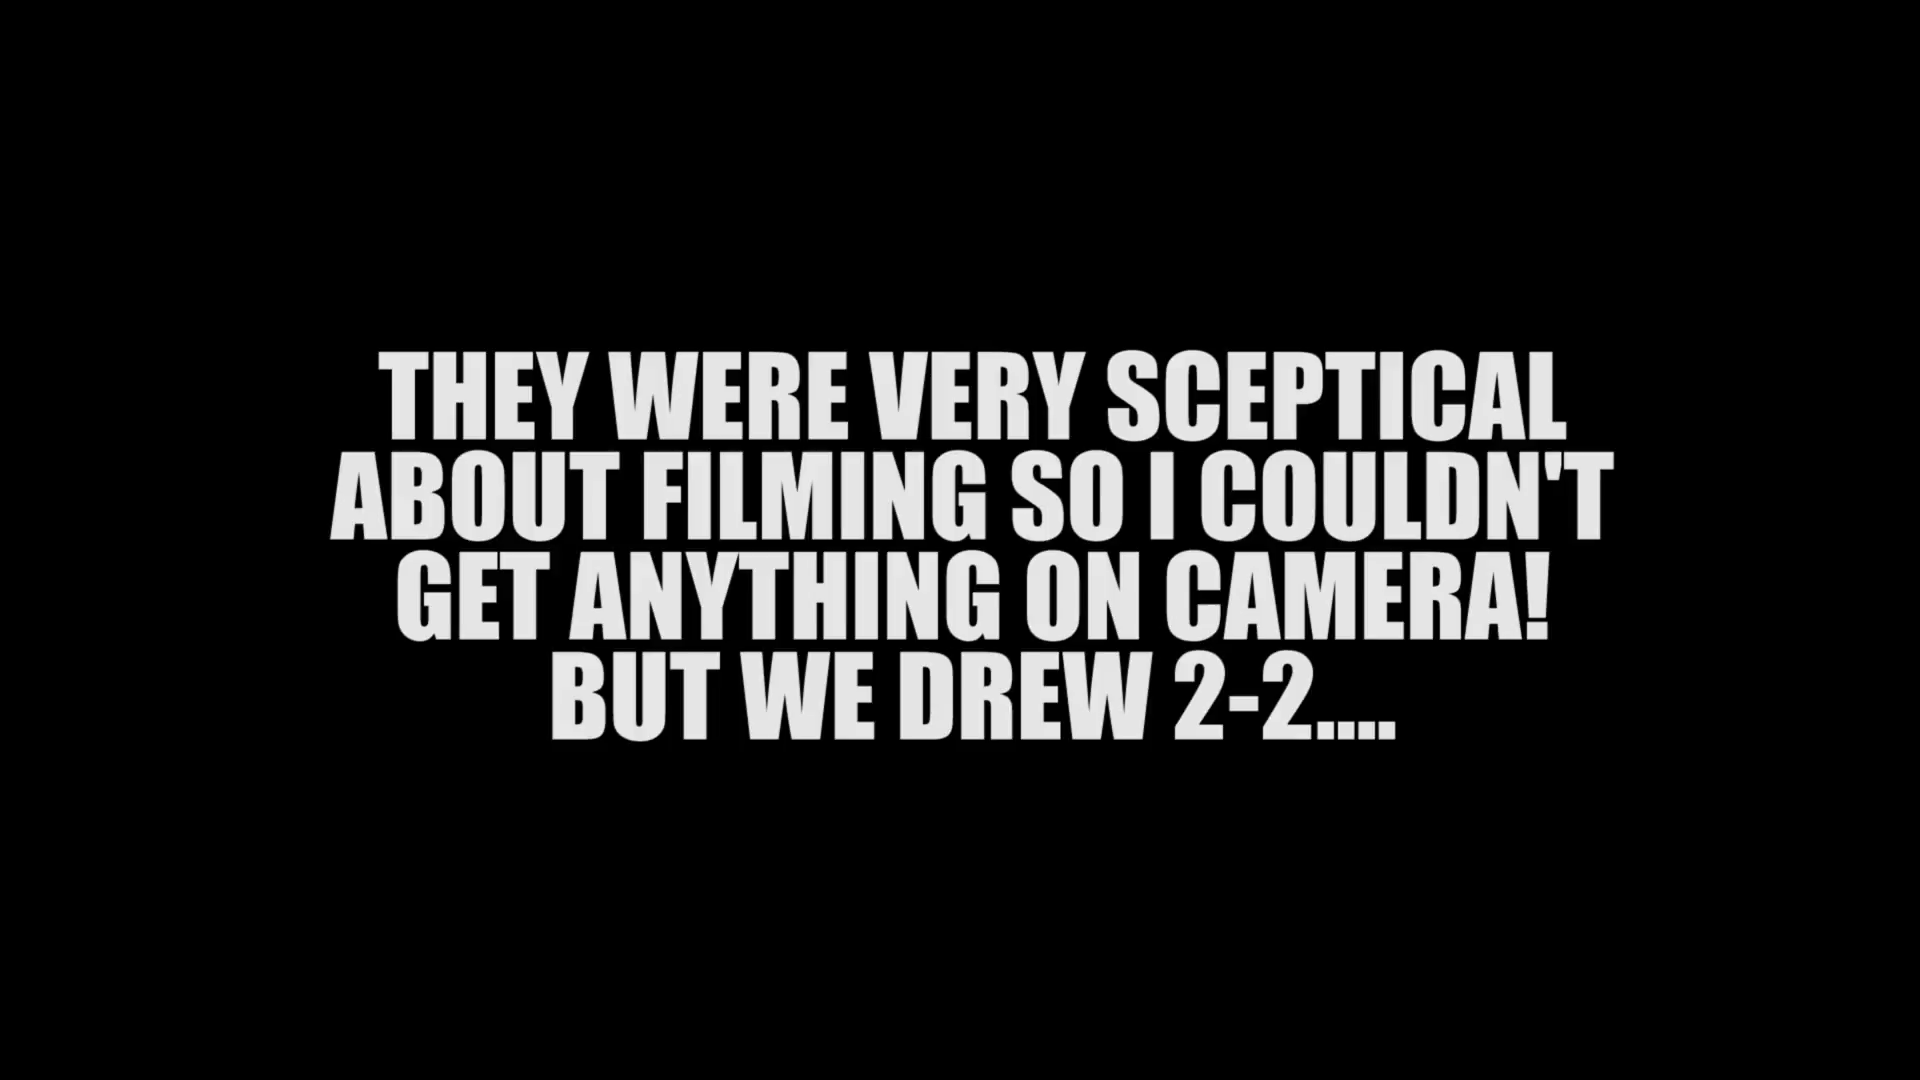 THEY WERE VERY SCEPTICAL
ABOUT FILMING SO I COULDN'T
GET ANYTHING ON CAMERA!
BUT WE DREW 2-2....